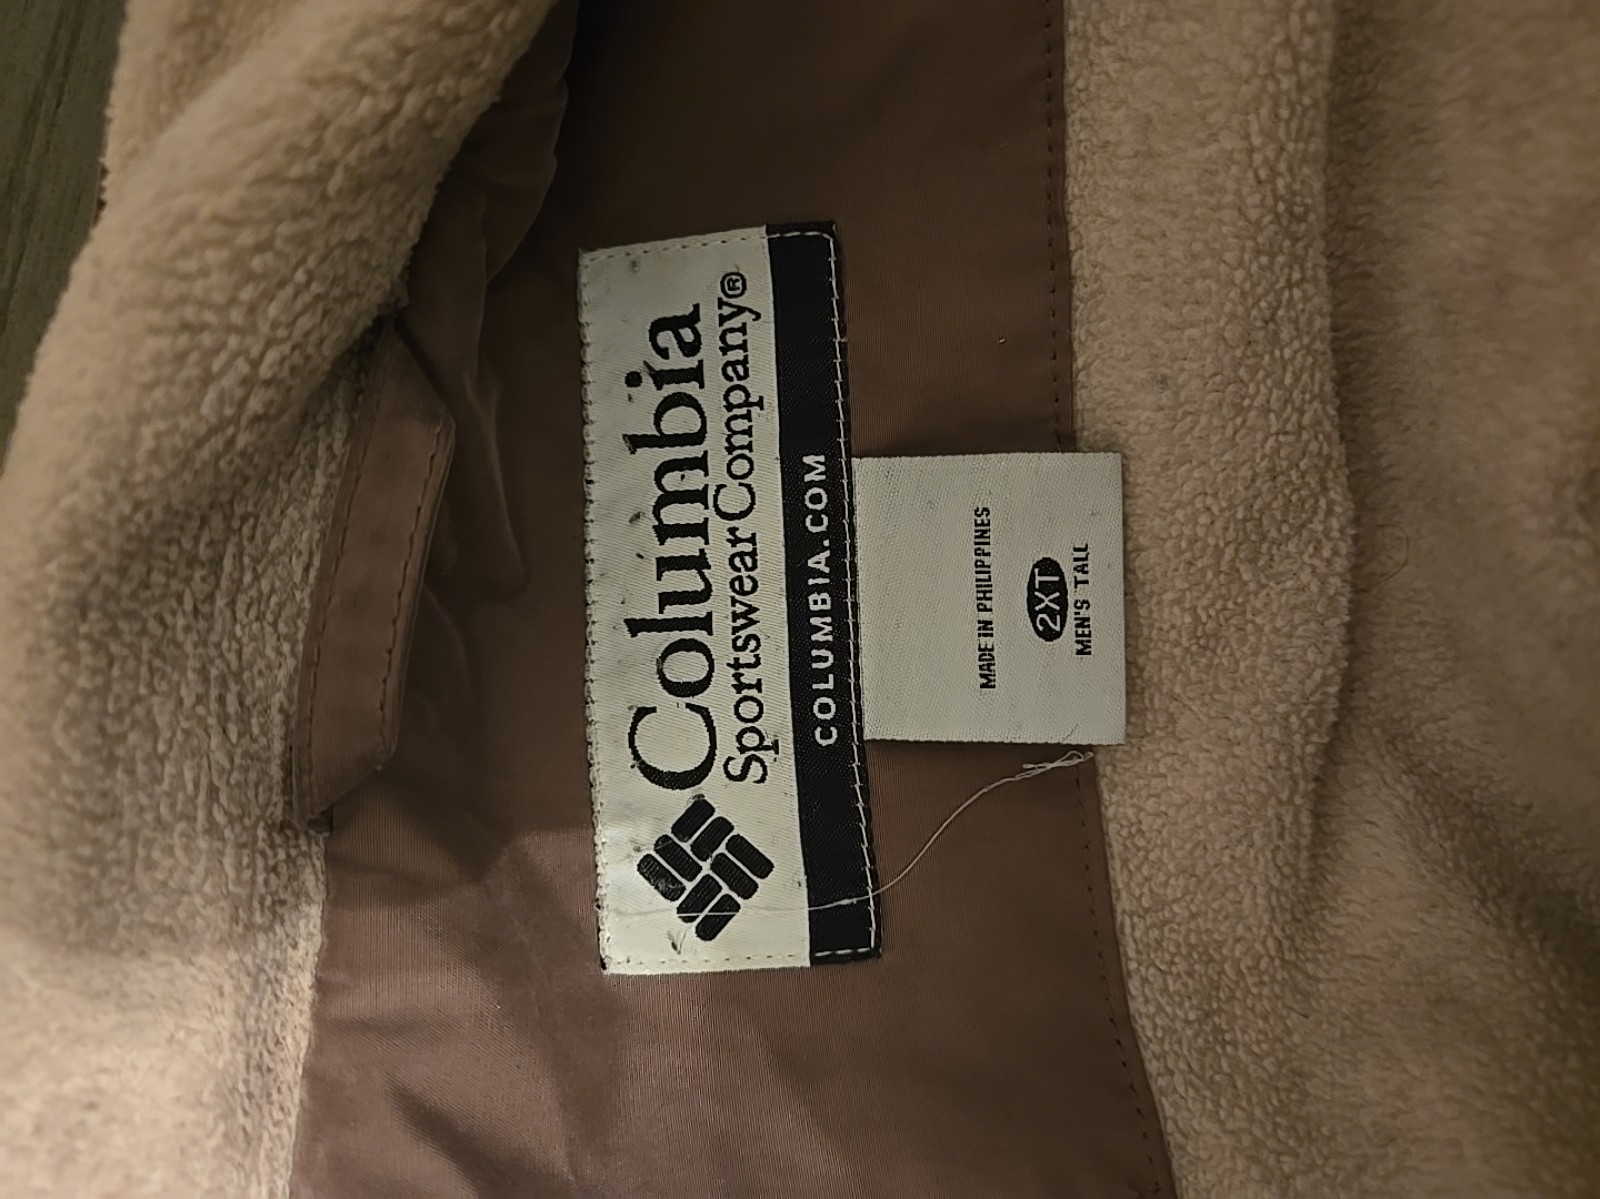 Columbia
Sportswear Company®
COLUMBIA.COM
MADE IN PHILIPPINES
2XT
MEN'S TALL